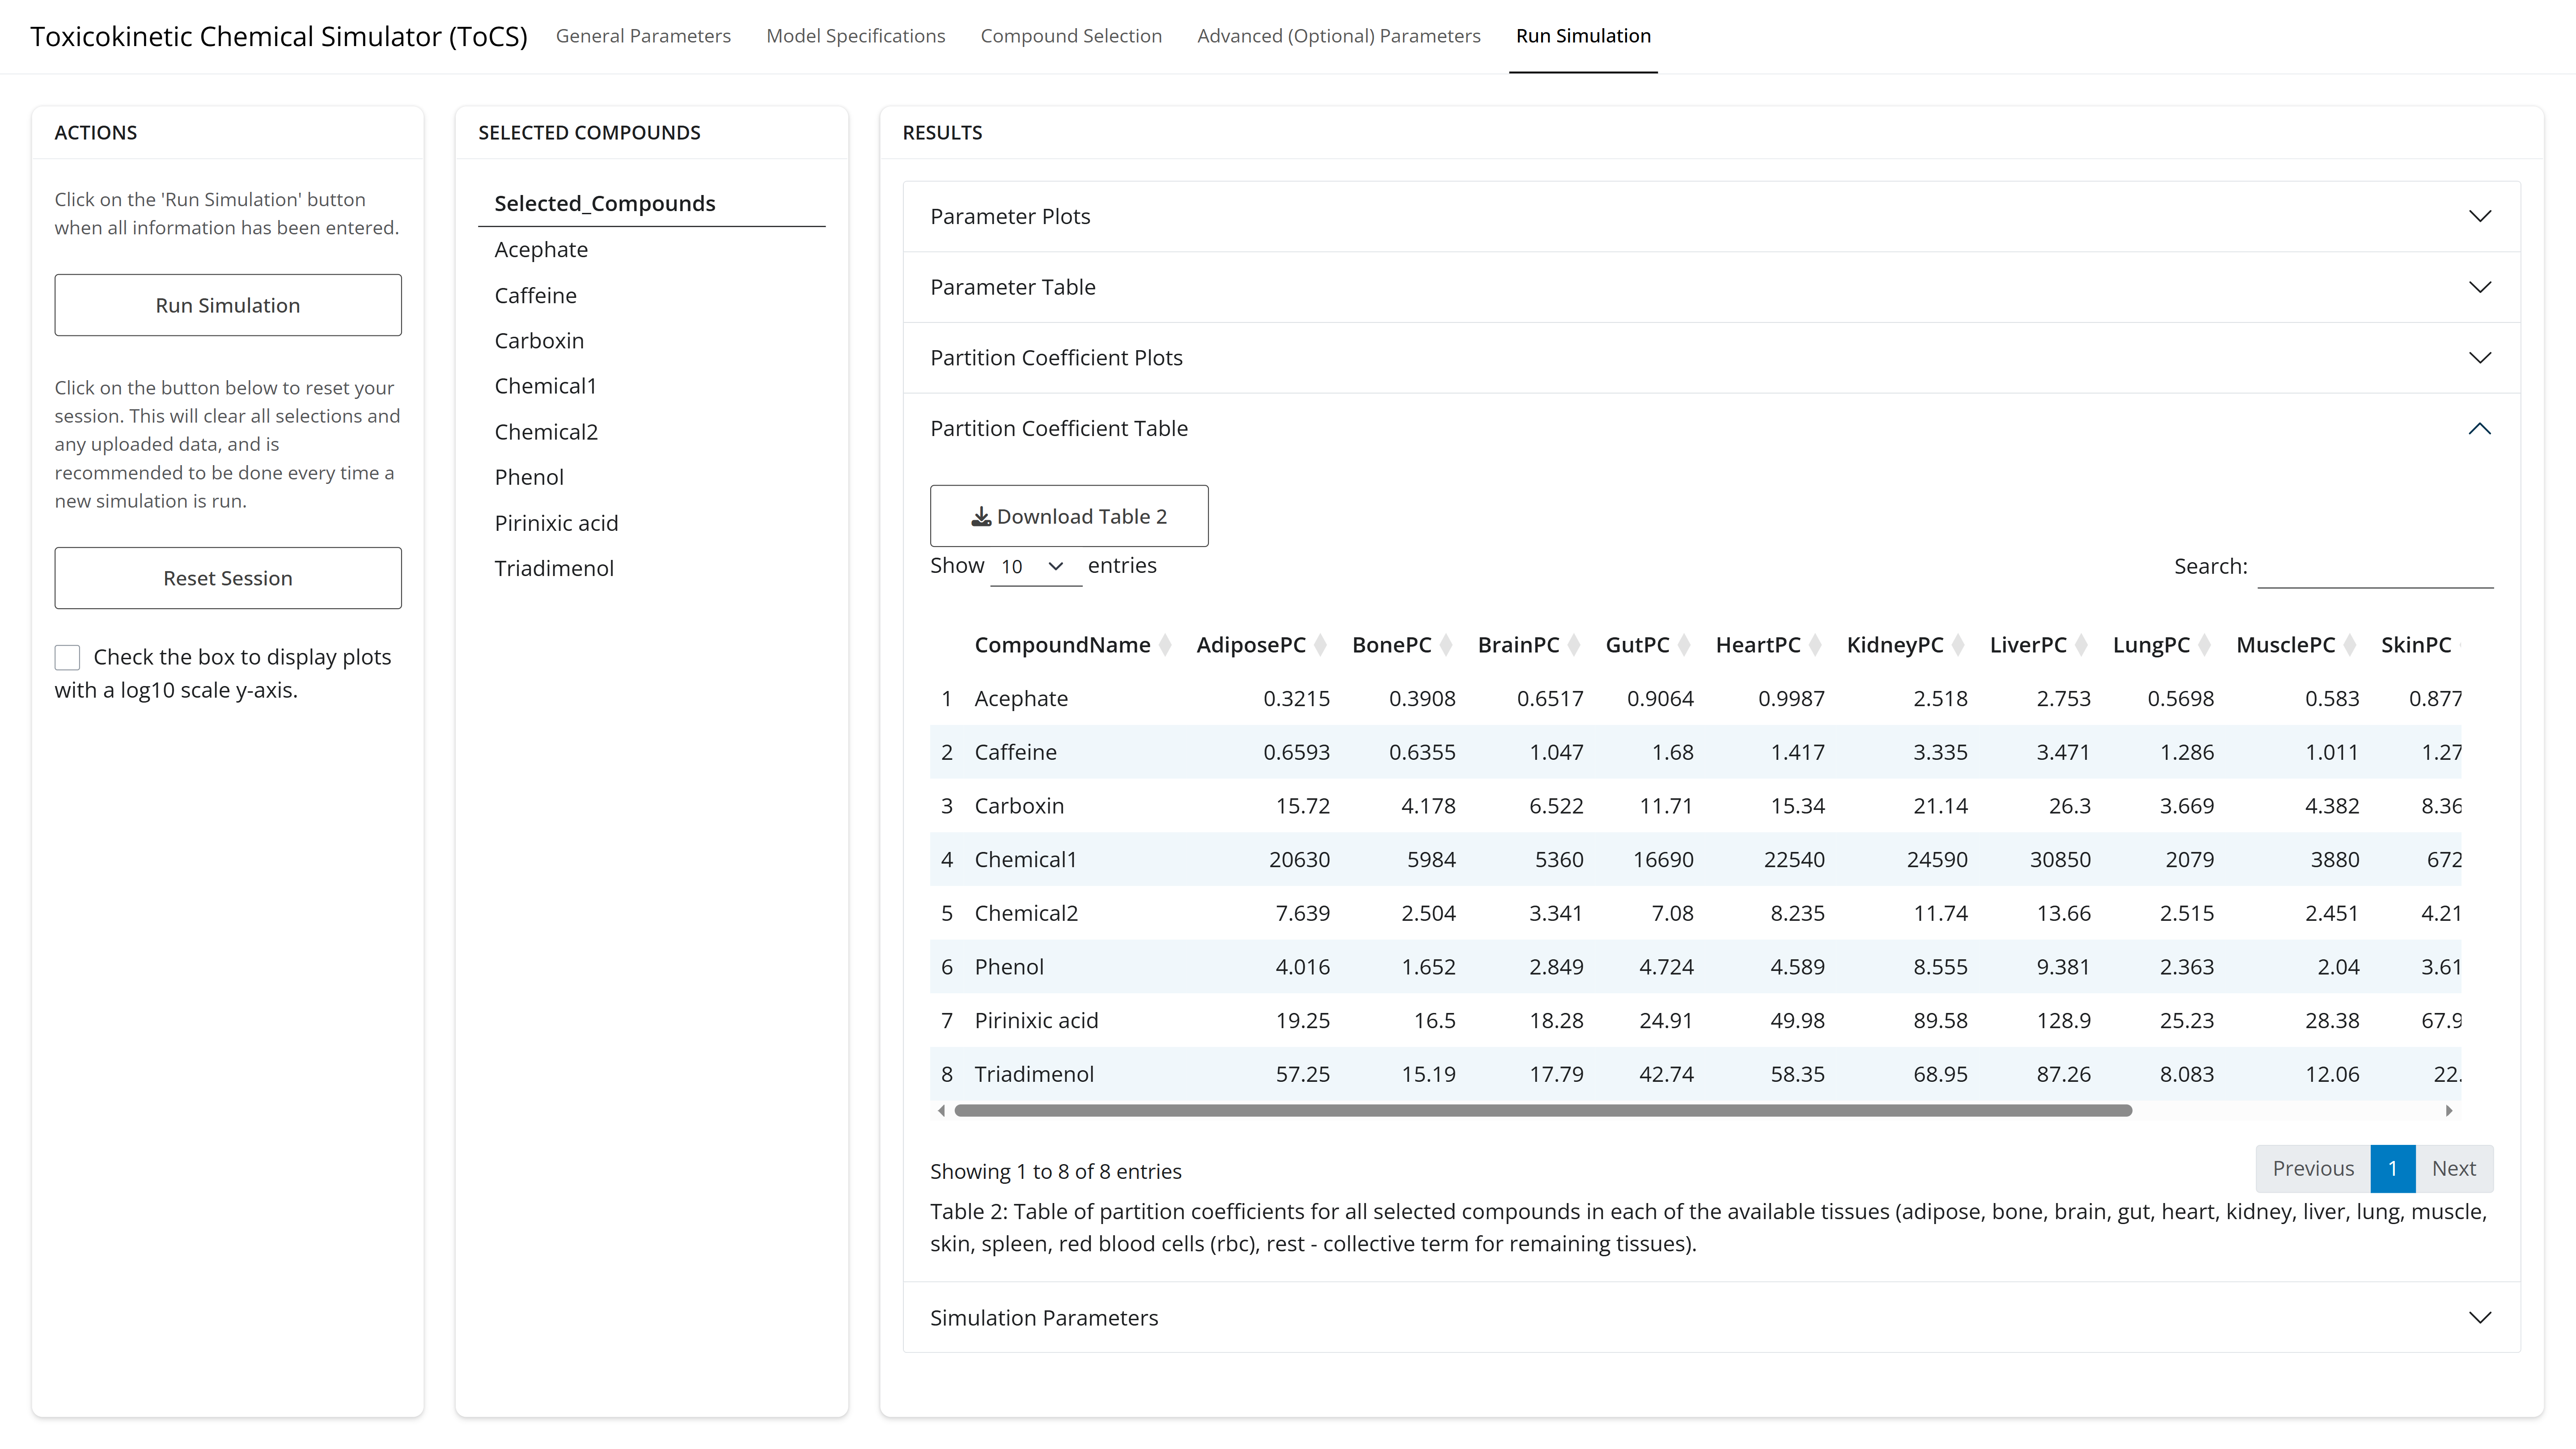 Toxicokinetic Chemical Simulator (ToCS) General Parameters Model Specifications Compound Selection Advanced (Optional) Parameters Run Simulation
ACTIONS
Click on the 'Run Simulation' button
when all information has been entered.
Run Simulation
Click on the button below to reset your
session. This will clear all selections and
any uploaded data, and is
recommended to be done every time a
new simulation is run.
Reset Session
Check the box to display plots
with a log10 scale y-axis.
SELECTED COMPOUNDS
Selected_Compounds
Acephate
Caffeine
Carboxin
Chemical1
Chemical2
Phenol
Pirinixic acid
Triadimenol
RESULTS
Parameter Plots
Parameter Table
Partition Coefficient Plots
Partition Coefficient Table
Download Table 2
Show 10 entries Search:
CompoundName AdiposePC BonePC BrainPC GutPC HeartPC KidneyPC LiverPC LungPC MusclePC SkinPC
1 Acephate 0.3215 0.3908 0.6517 0.9064 0.9987 2.518 2.753 0.5698 0.583 0.877
2 Caffeine 0.6593 0.6355 1.047 1.68 1.417 3.335 3.471 1.286 1.011 1.27
3 Carboxin 15.72 4.178 6.522 11.71 15.34 21.14 26.3 3.669 4.382 8.36
4 Chemical1 20630 5984 5360 16690 22540 24590 30850 2079 3880 672
5 Chemical2 7.639 2.504 3.341 7.08 8.235 11.74 13.66 2.515 2.451 4.21
6 Phenol 4.016 1.652 2.849 4.724 4.589 8.555 9.381 2.363 2.04 3.61
7 Pirinixic acid 19.25 16.5 18.28 24.91 49.98 89.58 128.9 25.23 28.38 67.9
8 Triadimenol 57.25 15.19 17.79 42.74 58.35 68.95 87.26 8.083 12.06 22.
Showing 1 to 8 of 8 entries
Previous 1 Next
Table 2: Table of partition coefficients for all selected compounds in each of the available tissues (adipose, bone, brain, gut, heart, kidney, liver, lung, muscle,
skin, spleen, red blood cells (rbc), rest - collective term for remaining tissues).
Simulation Parameters